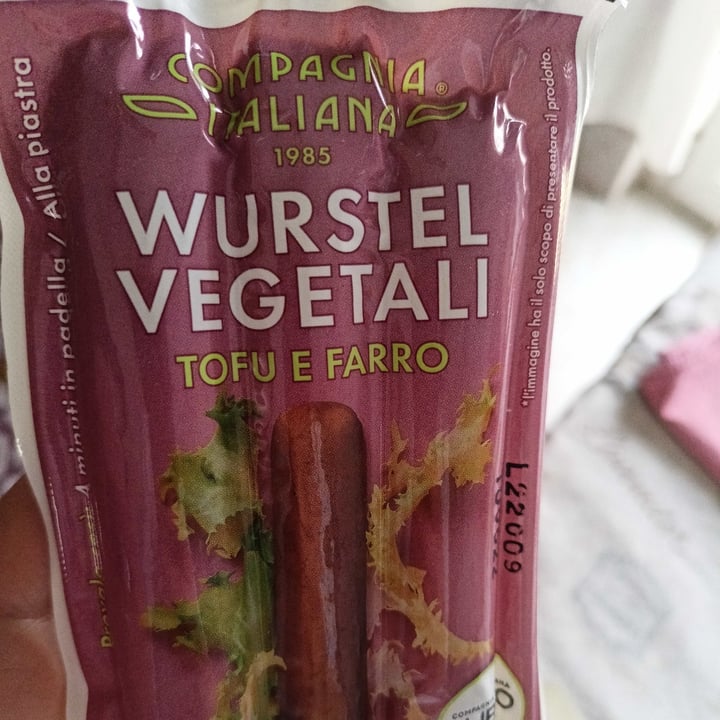 COMPAGNIA
ITALIANA®
1985
WURSTEL
VEGETALI
TOFU E FARRO
4 minuti in padella / Alla piastra
*l'immagine ha il solo scopo di presentare il prodotto.
L22009